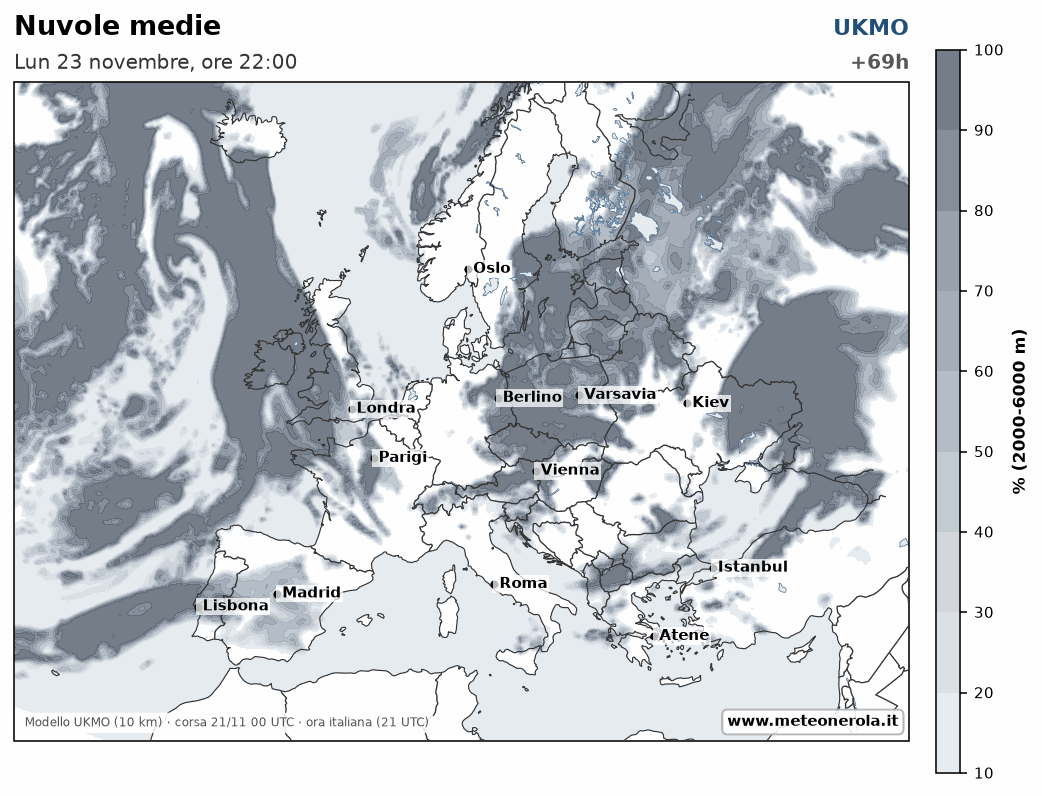 Nuvole medie
UKMO
Lun 23 novembre, ore 22:00
+69h
100
90
80
70
60
50
40
30
20
10
% (2000-6000 m)
Oslo
Berlino
Varsavia
Kiev
Londra
Parigi
Vienna
Istanbul
Roma
Madrid
Lisbona
Atene
Modello UKMO (10 km) · corsa 21/11 00 UTC · ora italiana (21 UTC)
www.meteonerola.it